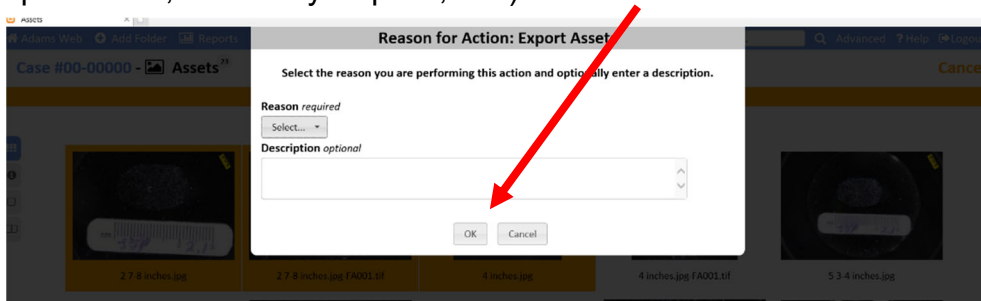 Assets
Adams Web Add Folder Reports
Reason for Action: Export Asset
Advanced ? Help Logou
Case #00-00000 - Assets
Cance
Select the reason you are performing this action and optionally enter a description.
Reason required
Select...
Description optional
OK Cancel
2 7-8 inches.jpg 2 7-8 inches.jpg-FA001.tif 4 inches.jpg 4 inches.jpg-FA001.tif 5 3-4 inches.jpg